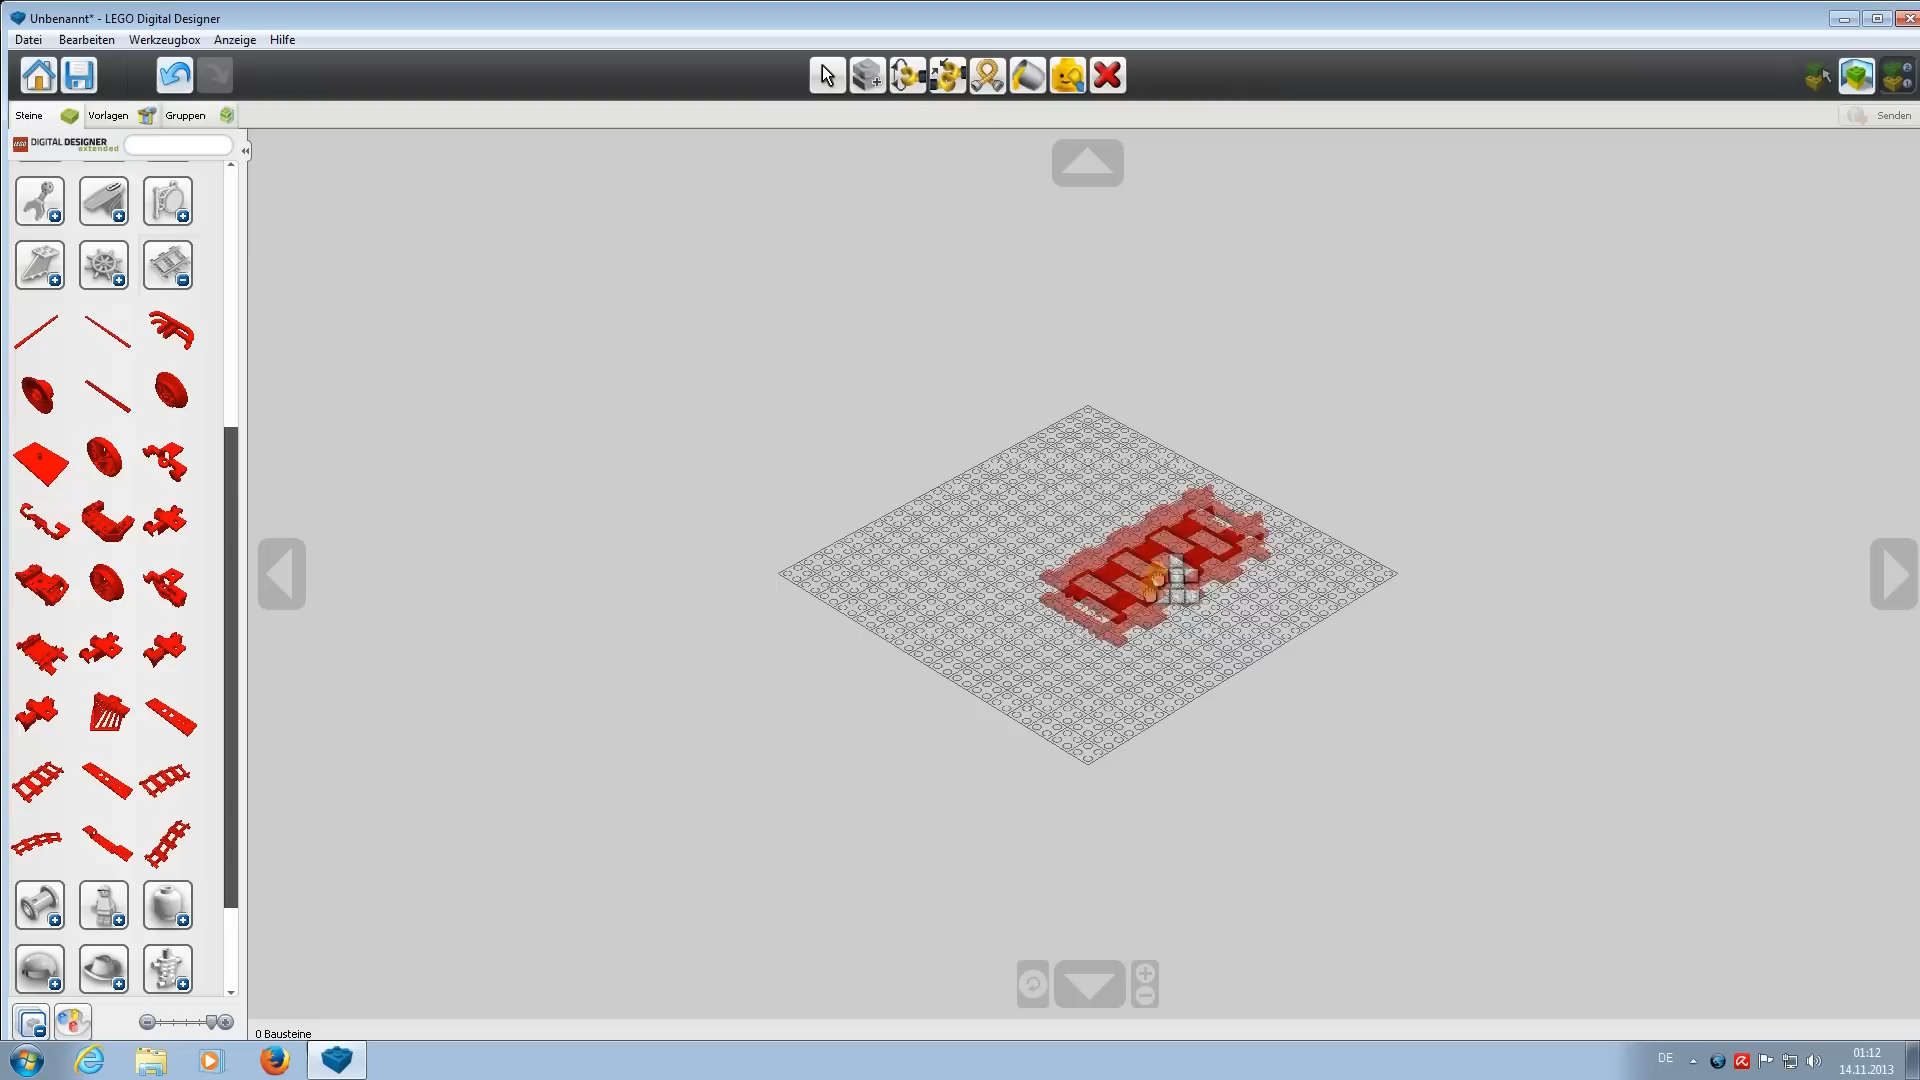 Unbenannt* - LEGO Digital Designer
Datei Bearbeiten Werkzeugbox Anzeige Hilfe
Steine Vorlagen Gruppen Senden
LEGO DIGITAL DESIGNER
extended
0 Bausteine
DE
01:12
14.11.2013